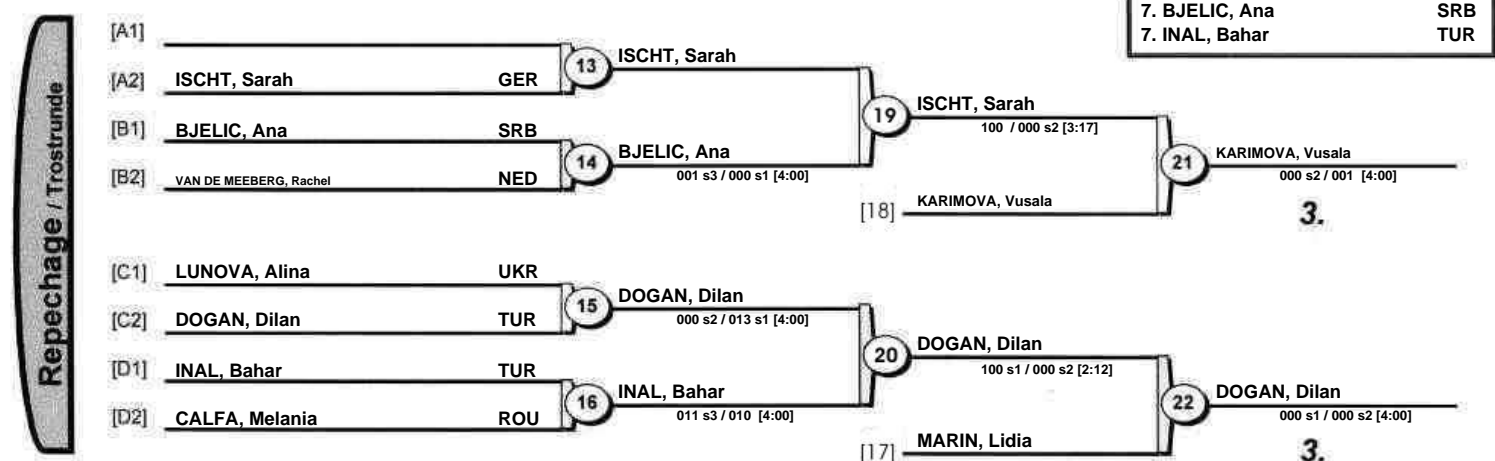 7. BJELIC, Ana SRB
7. INAL, Bahar TUR
Repechage / Trostrunde
[A1]
13 ISCHT, Sarah
[A2] ISCHT, Sarah GER
19 ISCHT, Sarah
100 / 000 s2 [3:17]
[B1] BJELIC, Ana SRB
14 BJELIC, Ana
001 s3 / 000 s1 [4:00]
21 KARIMOVA, Vusala
000 s2 / 001 [4:00]
[B2] VAN DE MEEBERG, Rachel NED
[18] KARIMOVA, Vusala
3.
[C1] LUNOVA, Alina UKR
15 DOGAN, Dilan
000 s2 / 013 s1 [4:00]
[C2] DOGAN, Dilan TUR
20 DOGAN, Dilan
100 s1 / 000 s2 [2:12]
[D1] INAL, Bahar TUR
16 INAL, Bahar
011 s3 / 010 [4:00]
22 DOGAN, Dilan
000 s1 / 000 s2 [4:00]
[D2] CALFA, Melania ROU
[17] MARIN, Lidia
3.